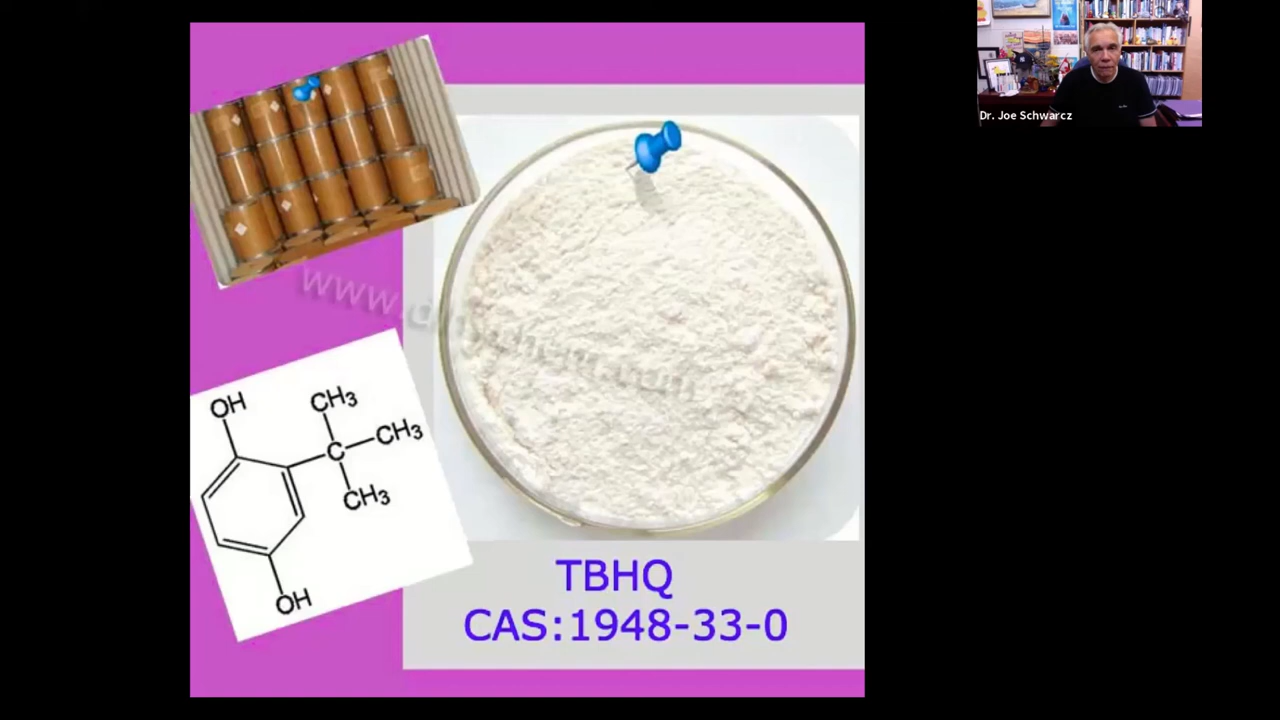 Dr. Joe Schwarcz
OH
CH3
CH3
C
CH3
OH
TBHQ
CAS:1948-33-0